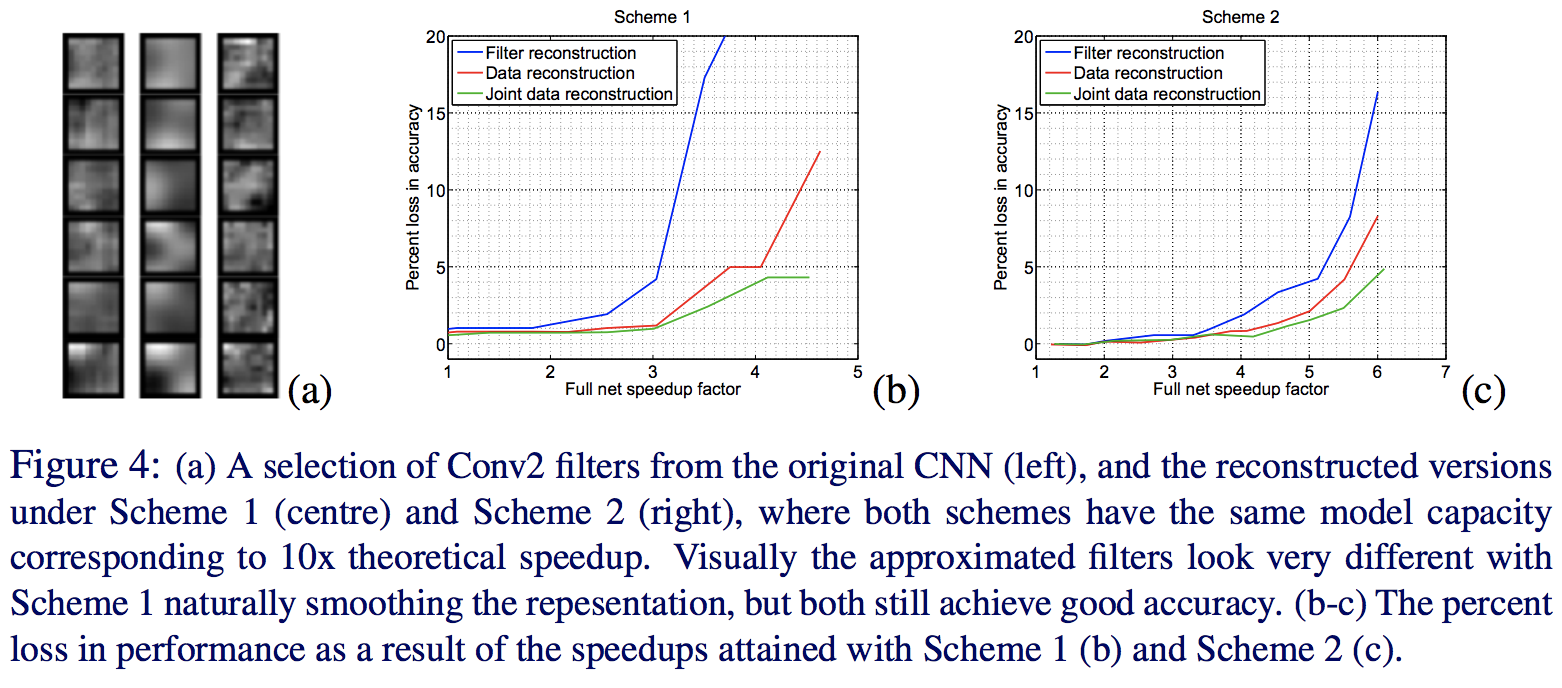 Scheme 1
Filter reconstruction
Data reconstruction
Joint data reconstruction
Percent loss in accuracy
20
15
10
5
0
1 2 3 4 5
Full net speedup factor
Scheme 2
Filter reconstruction
Data reconstruction
Joint data reconstruction
Percent loss in accuracy
20
15
10
5
0
1 2 3 4 5 6 7
Full net speedup factor
(a)
(b)
(c)
Figure 4: (a) A selection of Conv2 filters from the original CNN (left), and the reconstructed versions
under Scheme 1 (centre) and Scheme 2 (right), where both schemes have the same model capacity
corresponding to 10x theoretical speedup. Visually the approximated filters look very different with
Scheme 1 naturally smoothing the repesentation, but both still achieve good accuracy. (b-c) The percent
loss in performance as a result of the speedups attained with Scheme 1 (b) and Scheme 2 (c).